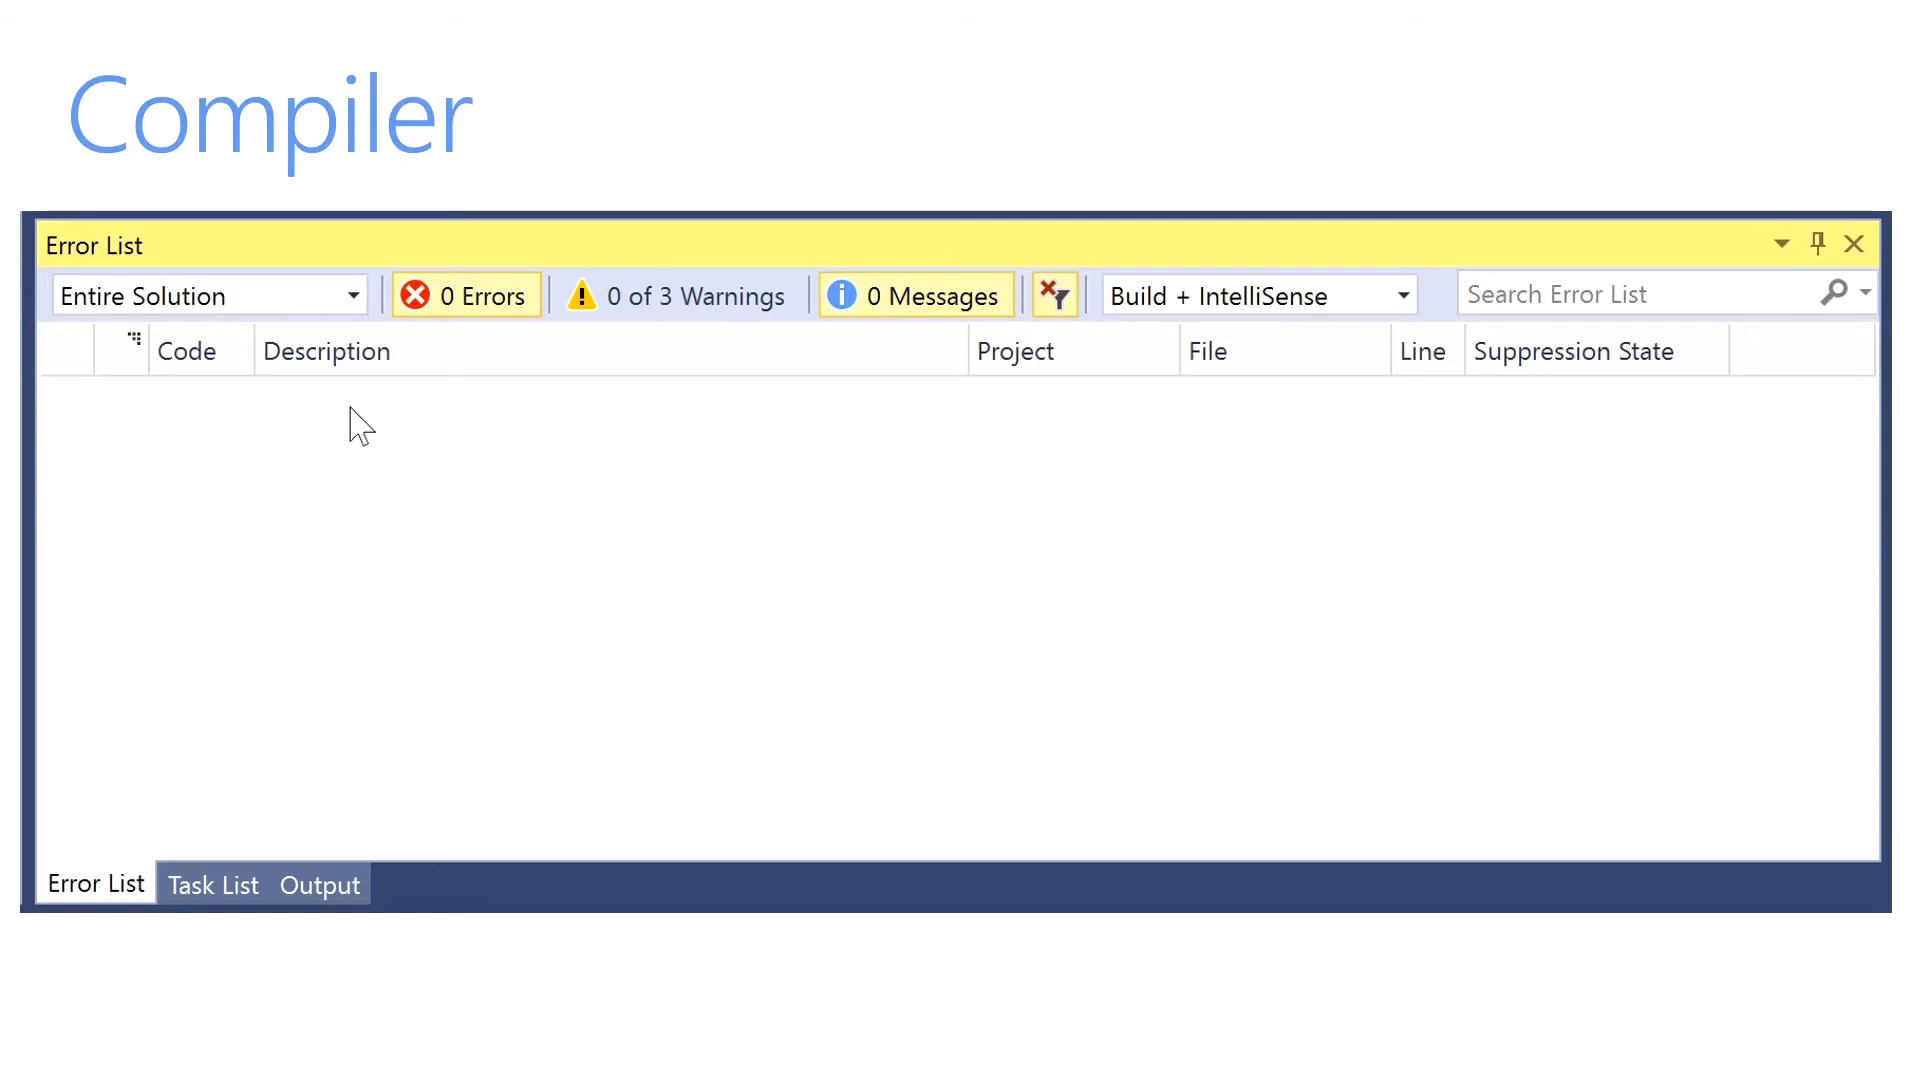 Compiler
Error List
Entire Solution 0 Errors 0 of 3 Warnings 0 Messages Build + IntelliSense Search Error List
Code Description Project File Line Suppression State
Error List Task List Output